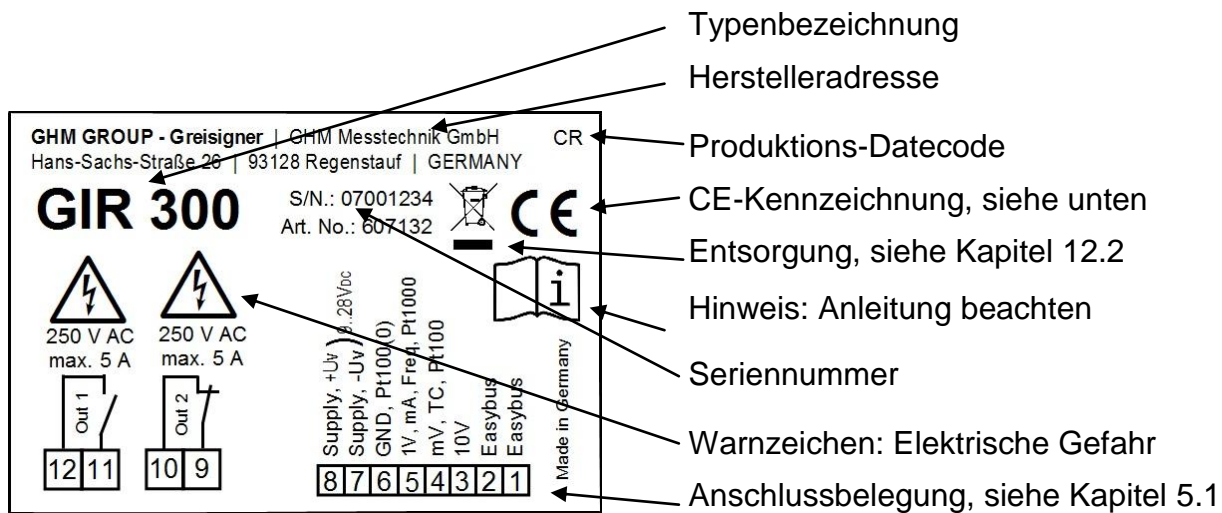 Typenbezeichnung
Herstelleradresse
Produktions-Datecode
CE-Kennzeichnung, siehe unten
Entsorgung, siehe Kapitel 12.2
Hinweis: Anleitung beachten
Seriennummer
Warnzeichen: Elektrische Gefahr
Anschlussbelegung, siehe Kapitel 5.1
GHM GROUP - Greisigner | GHM Messtechnik GmbH
CR
Hans-Sachs-Straße 26 | 93128 Regenstauf | GERMANY
GIR 300
S/N.: 07001234
Art. No.: 607132
CE
i
250 V AC
max. 5 A
250 V AC
max. 5 A
Out 1
Out 2
12 11
10 9
Supply, +Uv
Supply, -Uv
) 9..28VDC
GND, Pt100(0)
1V, mA, Freq, Pt1000
mV, TC, Pt100
10V
Easybus
Easybus
8 7 6 5 4 3 2 1
Made in Germany